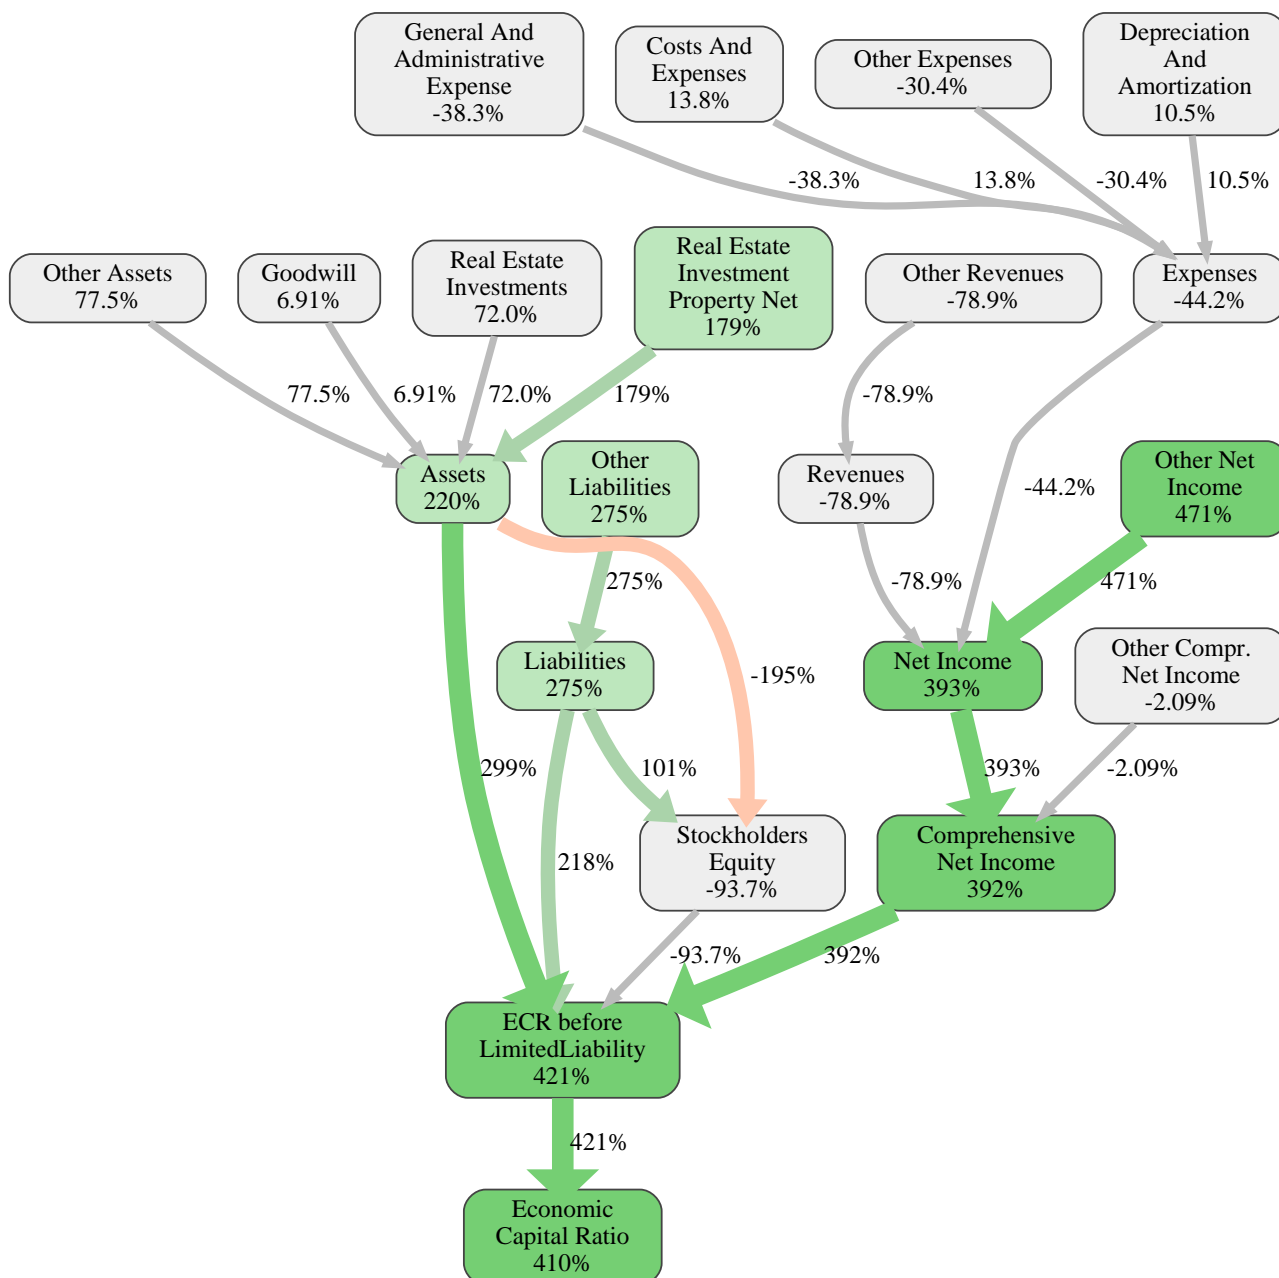 General And
Administrative
Expense
-38.3%
Costs And
Expenses
13.8%
Other Expenses
-30.4%
Depreciation
And
Amortization
10.5%
-38.3%
13.8%
-30.4%
10.5%
Other Assets
77.5%
Goodwill
6.91%
Real Estate
Investments
72.0%
Real Estate
Investment
Property Net
179%
Other Revenues
-78.9%
Expenses
-44.2%
77.5%
6.91%
72.0%
179%
-78.9%
Assets
220%
Other
Liabilities
275%
Revenues
-78.9%
-44.2%
Other Net
Income
471%
275%
-78.9%
471%
Liabilities
275%
-195%
Net Income
393%
Other Compr.
Net Income
-2.09%
299%
101%
393%
-2.09%
218%
Stockholders
Equity
-93.7%
Comprehensive
Net Income
392%
-93.7%
392%
ECR before
LimitedLiability
421%
421%
Economic
Capital Ratio
410%